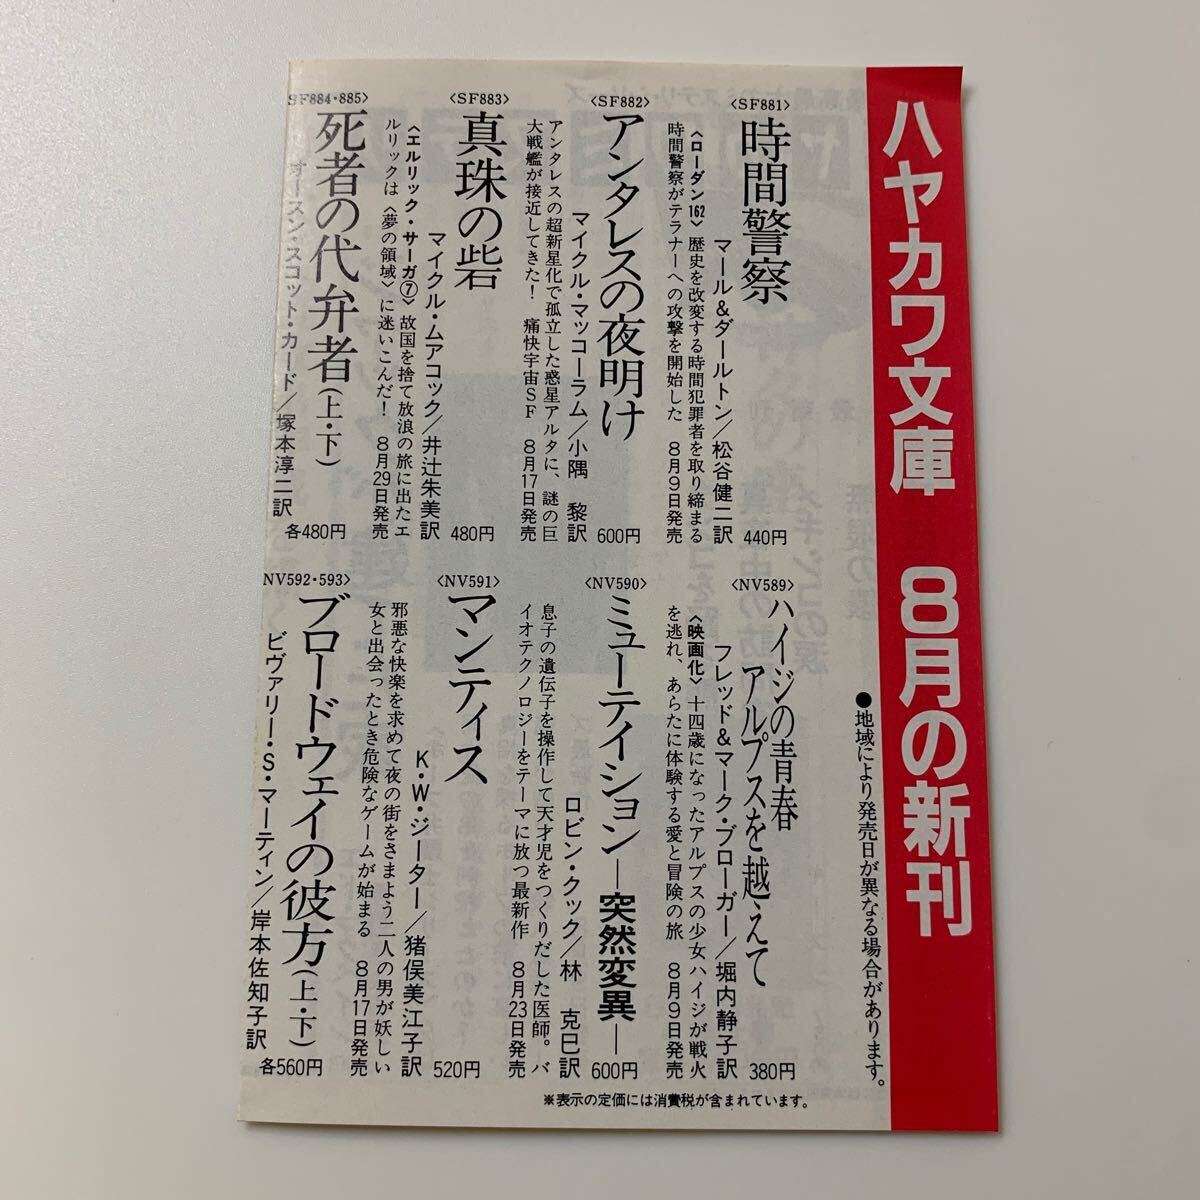 ハヤカワ文庫 8月の新刊
●地域により発売日が異なる場合があります。
〈SF881〉
時間警察
マール＆ダールトン／松谷健二訳
〈ローダン162〉歴史を改変する時間犯罪者を取り締まる
時間警察がテラナーへの攻撃を開始した 8月9日発売
440円
〈SF882〉
アンタレスの夜明け
マイクル・マッコーラム／小隅 黎訳
アンタレスの超新星化で孤立した惑星アルタに、謎の巨
大戦艦が接近してきた！ 痛快宇宙SF 8月17日発売
600円
〈SF883〉
真珠の砦
マイクル・ムアコック／井辻朱美訳
〈エルリック・サーガ⑦〉故国を捨て放浪の旅に出たエ
ルリックは〈夢の領域〉に迷いこんだ！ 8月29日発売
480円
SF884・885〉
死者の代弁者（上・下）
オースン・スコット・カード／塚本淳二訳
各480円
〈NV589〉
ハイジの青春
アルプスを越えて
フレッド＆マーク・ブローガー／堀内静子訳
〈映画化〉十四歳になったアルプスの少女ハイジが戦火
を逃れ、あらたに体験する愛と冒険の旅 8月9日発売
380円
〈NV590〉
ミューテイション―突然変異―
ロビン・クック／林 克巳訳
息子の遺伝子を操作して天才児をつくりだした医師。バ
イオテクノロジーをテーマに放つ最新作 8月23日発売
600円
〈NV591〉
マンティス
K・W・ジーター／猪俣美江子訳
邪悪な快楽を求めて夜の街をさまよう二人の男が妖しい
女と出会ったとき危険なゲームが始まる 8月17日発売
520円
NV592・593〉
ブロードウェイの彼方（上・下）
ビヴァリー・S・マーティン／岸本佐知子訳
各560円
※表示の定価には消費税が含まれています。